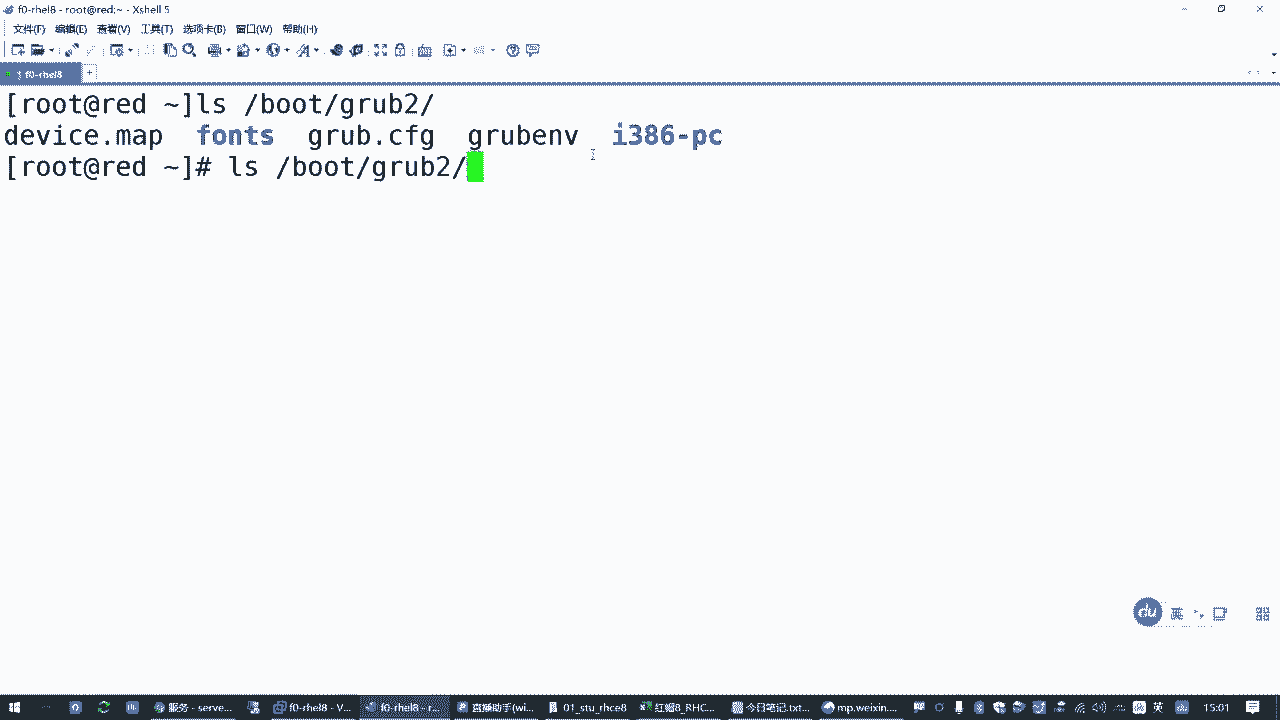 f0-rhel8 - root@red:~ - Xshell 5
文件(F) 编辑(E) 查看(V) 工具(T) 选项卡(B) 窗口(W) 帮助(H)
f0-rhel8
[root@red ~]ls /boot/grub2/
device.map fonts grub.cfg grubenv i386-pc
[root@red ~]# ls /boot/grub2/
du 英
服务 - serve... f0-rhel8 - V... f0-rhel8 - r... 直播助手(wi... 01_stu_rhce8 红帽8_RHC... 今日笔记.txt... mp.weixin.... 英 15:01